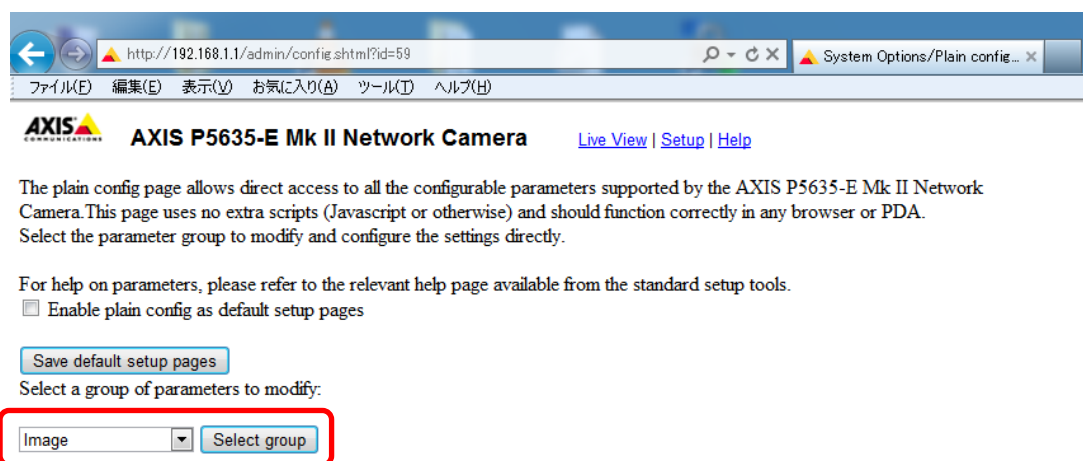 http://192.168.1.1/admin/config.shtml?id=59
System Options/Plain config...
ファイル(F) 編集(E) 表示(V) お気に入り(A) ツール(T) ヘルプ(H)
AXIS COMMUNICATIONS
AXIS P5635-E Mk II Network Camera Live View | Setup | Help
The plain config page allows direct access to all the configurable parameters supported by the AXIS P5635-E Mk II Network
Camera.This page uses no extra scripts (Javascript or otherwise) and should function correctly in any browser or PDA.
Select the parameter group to modify and configure the settings directly.
For help on parameters, please refer to the relevant help page available from the standard setup tools.
Enable plain config as default setup pages
Save default setup pages
Select a group of parameters to modify:
Image Select group